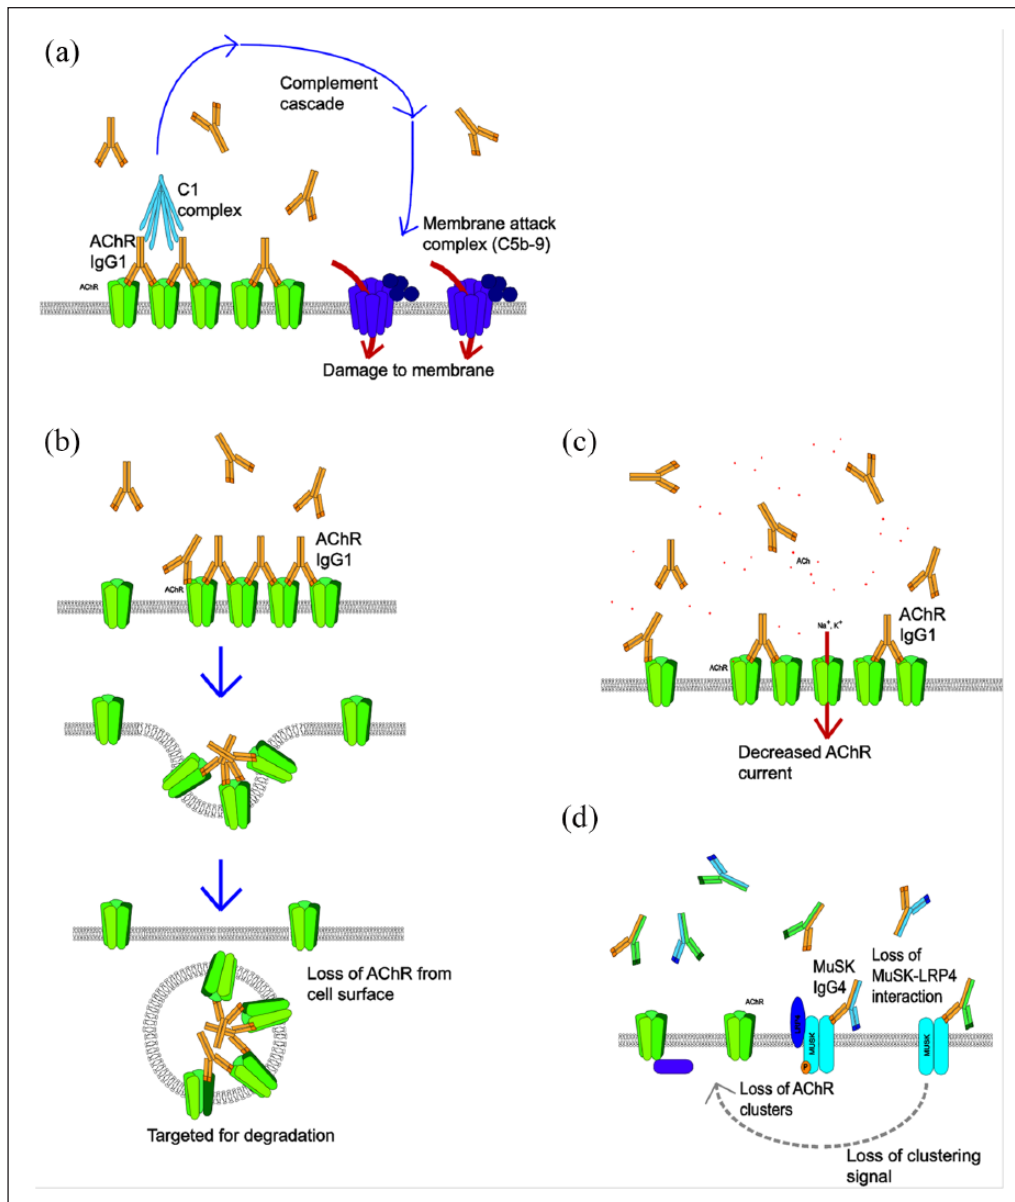 (a)
Complement
cascade
C1
complex
AChR
IgG1
AChR
Membrane attack
complex (C5b-9)
Damage to membrane
(b)
AChR
IgG1
AChR
Loss of AChR from
cell surface
Targeted for degradation
(c)
ACh
AChR
IgG1
Na+, K+
AChR
Decreased AChR
current
(d)
MuSK
IgG4
Loss of
MuSK-LRP4
interaction
AChR
MUSK
P
MUSK
Loss of AChR
clusters
Loss of clustering
signal